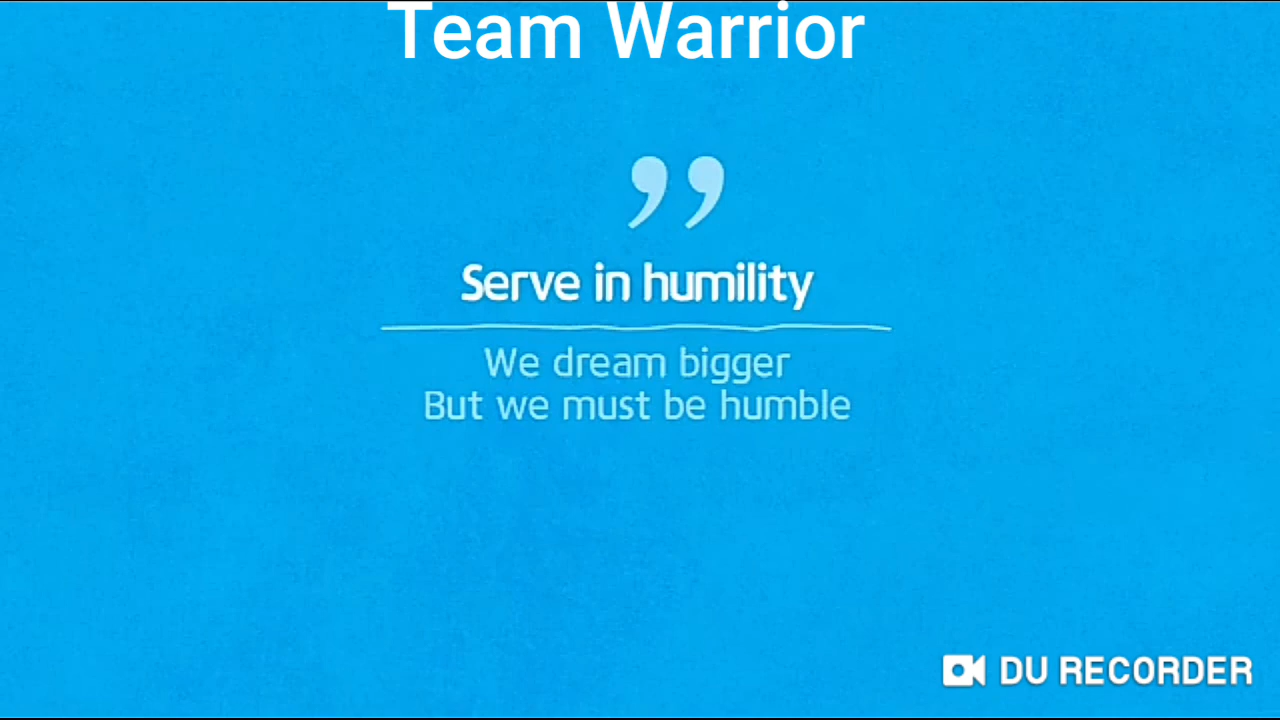 Team Warrior
”
Serve in humility
We dream bigger
But we must be humble
DU RECORDER